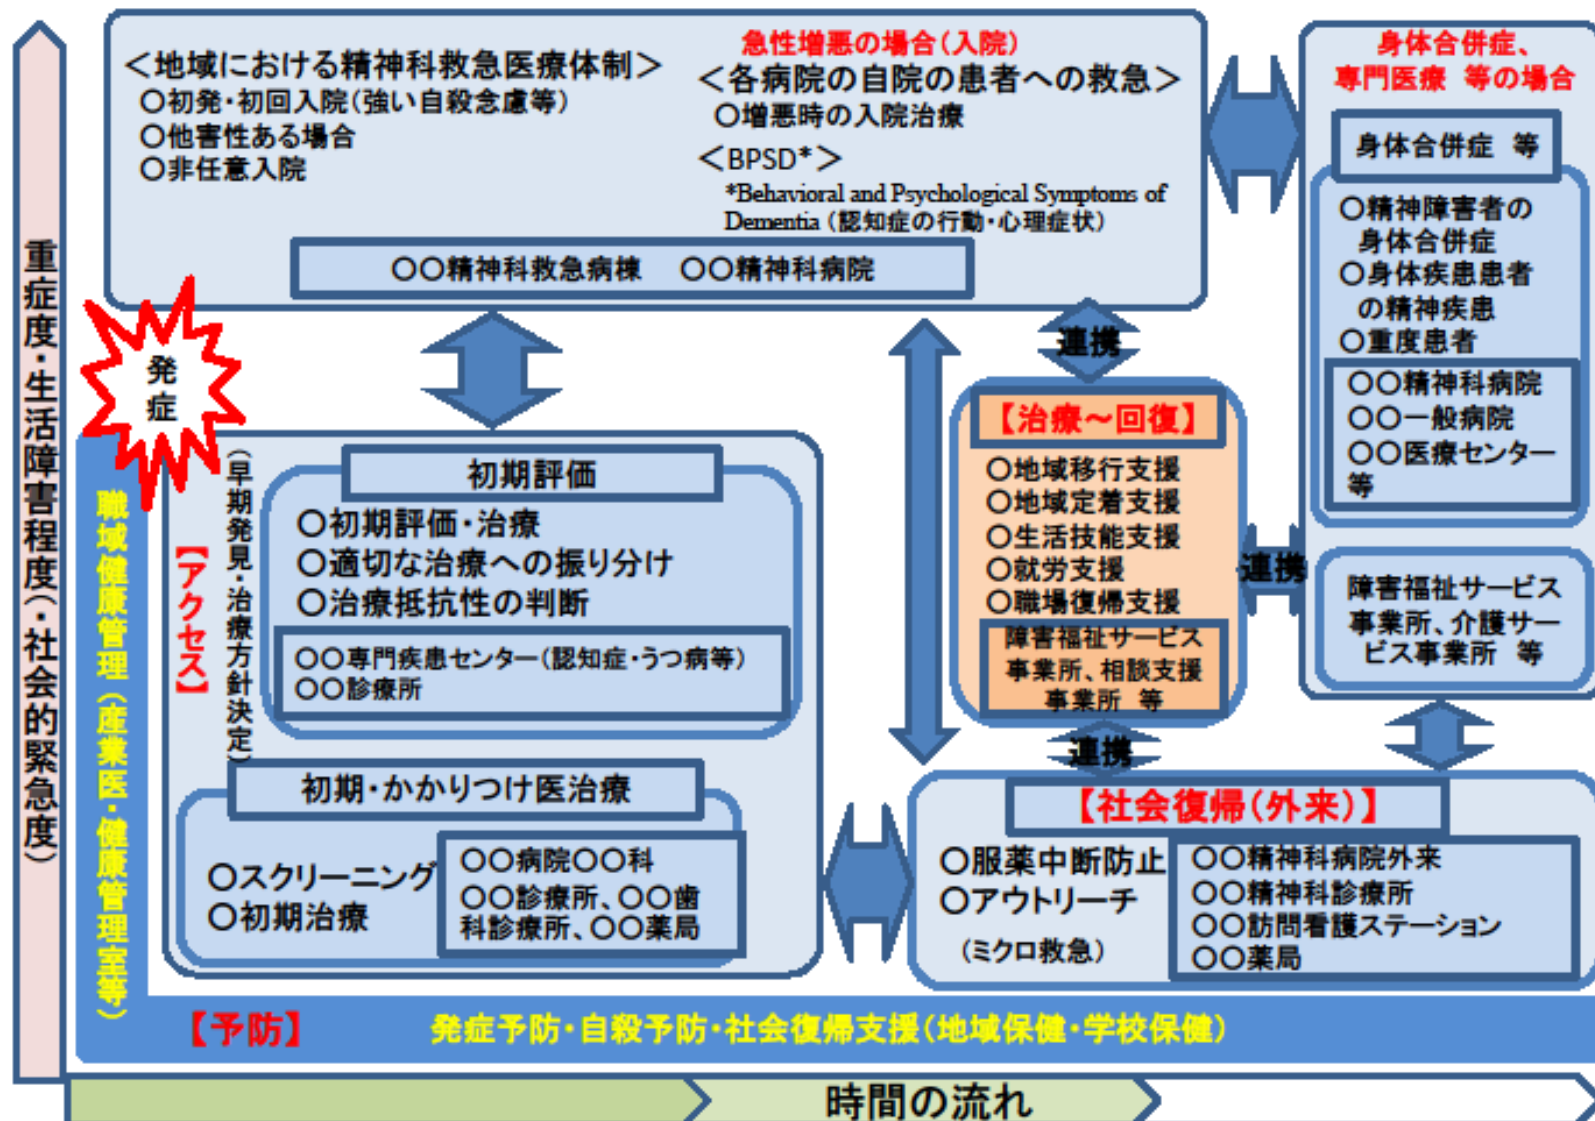 重症度・生活障害程度(・社会的緊急度)
<地域における精神科救急医療体制>
○初発・初回入院(強い自殺念慮等)
○他害性ある場合
○非任意入院
急性増悪の場合(入院)
<各病院の自院の患者への救急>
○増悪時の入院治療
<BPSD*>
*Behavioral and Psychological Symptoms of
Dementia (認知症の行動・心理症状)
○○精神科救急病棟　○○精神科病院
身体合併症、
専門医療 等の場合
身体合併症 等
○精神障害者の
身体合併症
○身体疾患患者
の精神疾患
○重度患者
○○精神科病院
○○一般病院
○○医療センター
等
障害福祉サービス
事業所、介護サー
ビス事業所 等
発
症
職域健康管理(産業医・健康管理室等)
【アクセス】
(早期発見・治療方針決定)
初期評価
○初期評価・治療
○適切な治療への振り分け
○治療抵抗性の判断
○○専門疾患センター(認知症・うつ病等)
○○診療所
初期・かかりつけ医治療
○スクリーニング
○初期治療
○○病院○○科
○○診療所、○○歯
科診療所、○○薬局
連携
【治療～回復】
○地域移行支援
○地域定着支援
○生活技能支援
○就労支援
○職場復帰支援
障害福祉サービス
事業所、相談支援
事業所 等
連携
連携
【社会復帰(外来)】
○服薬中断防止
○アウトリーチ
(ミクロ救急)
○○精神科病院外来
○○精神科診療所
○○訪問看護ステーション
○○薬局
【予防】
発症予防・自殺予防・社会復帰支援(地域保健・学校保健)
時間の流れ